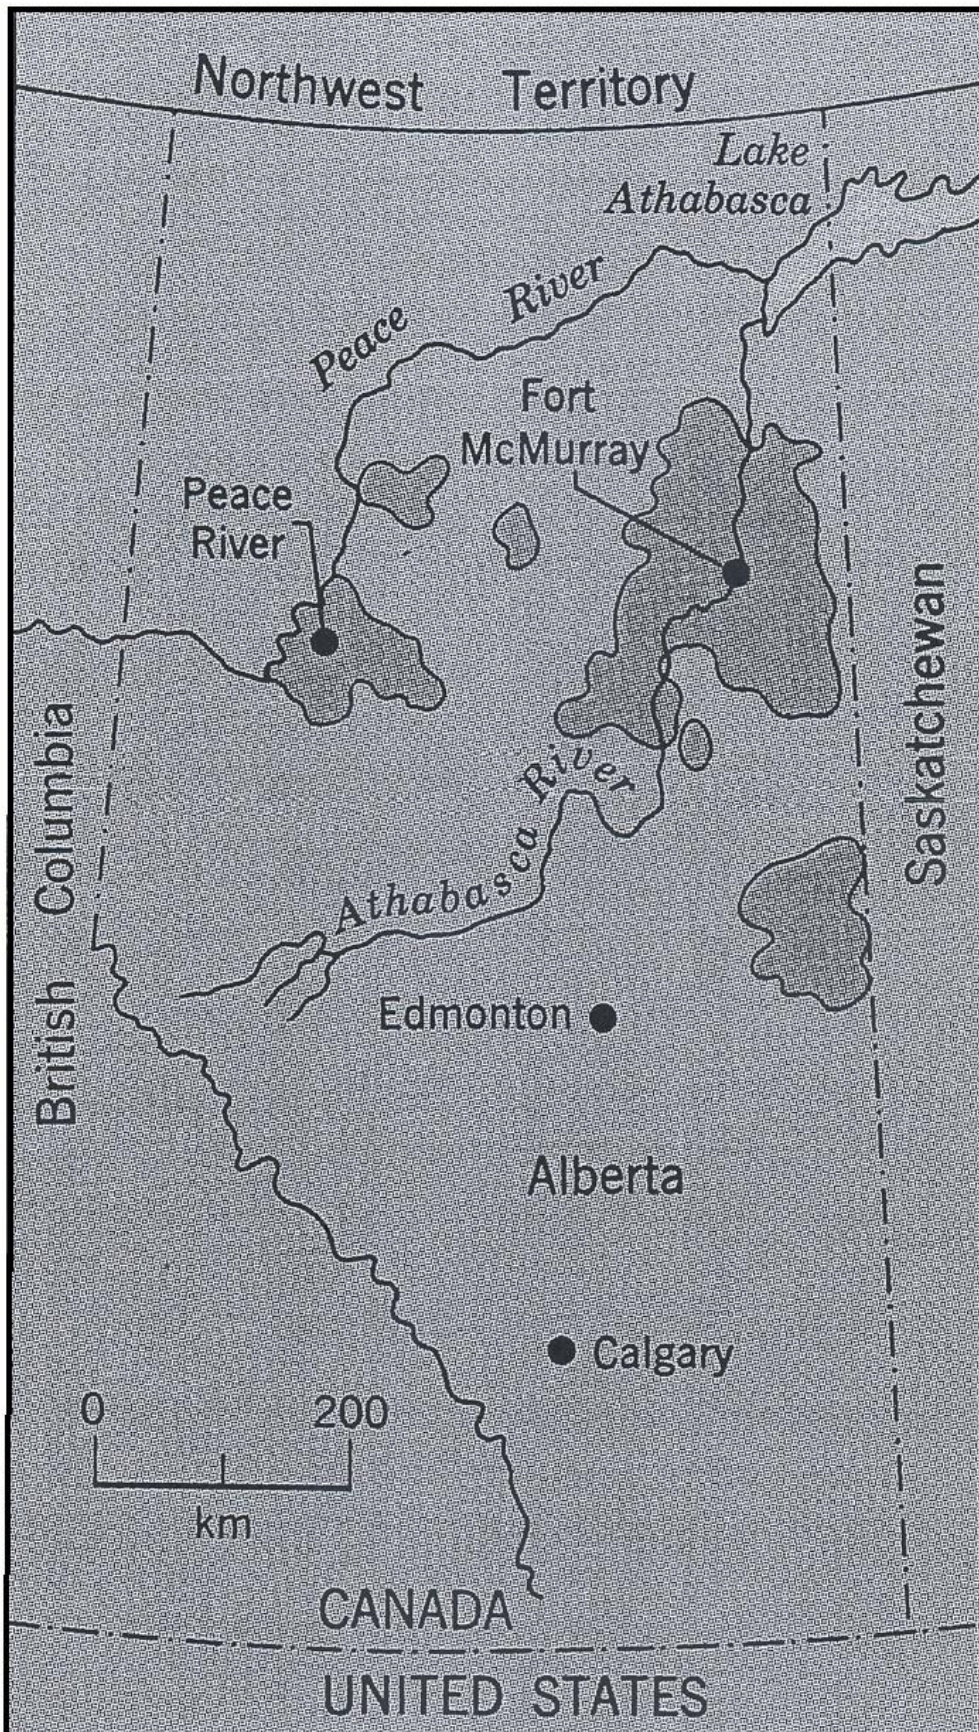 Northwest Territory
Lake
Athabasca
Peace River
Fort
McMurray
Peace
River
Saskatchewan
British Columbia
Athabasca River
Edmonton
Alberta
Calgary
0 200
km
CANADA
UNITED STATES